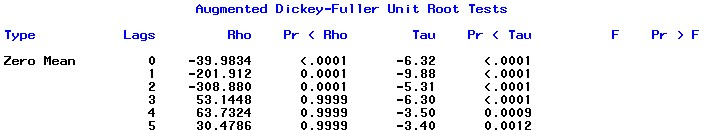 Augmented Dickey-Fuller Unit Root Tests
Type Lags Rho Pr < Rho Tau Pr < Tau F Pr > F
Zero Mean 0 -39.9834 <.0001 -6.32 <.0001
1 -201.912 0.0001 -9.88 <.0001
2 -308.880 0.0001 -5.31 <.0001
3 53.1448 0.9999 -6.30 <.0001
4 63.7324 0.9999 -3.50 0.0009
5 30.4786 0.9999 -3.40 0.0012